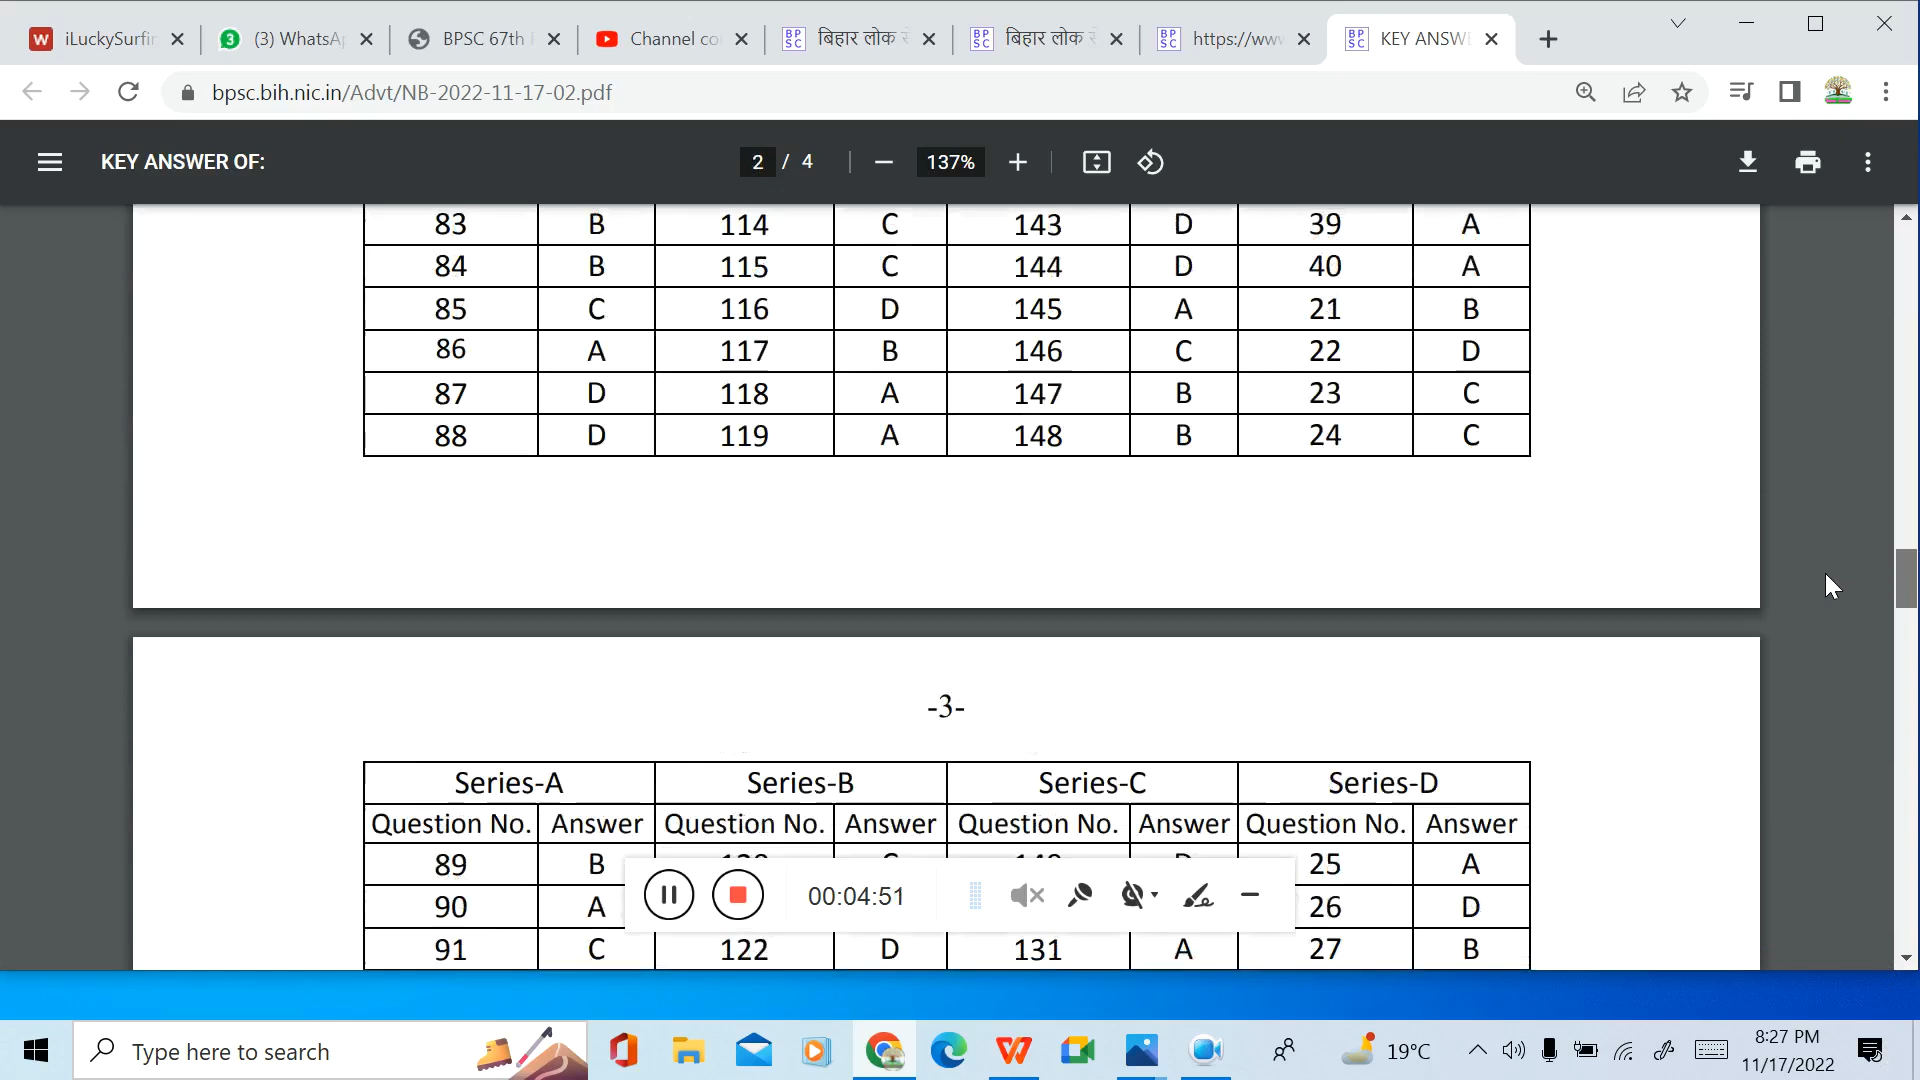 iLuckySurfin
3 (3) WhatsA
BPSC 67th
Channel co
बिहार लोक
बिहार लोक
https://www
KEY ANSW
bpsc.bih.nic.in/Advt/NB-2022-11-17-02.pdf
KEY ANSWER OF:
2 / 4
137%
83 B 114 C 143 D 39 A
84 B 115 C 144 D 40 A
85 C 116 D 145 A 21 B
86 A 117 B 146 C 22 D
87 D 118 A 147 B 23 C
88 D 119 A 148 B 24 C
-3-
Series-A Series-B Series-C Series-D
Question No. Answer Question No. Answer Question No. Answer Question No. Answer
89 B 25 A
90 A 26 D
91 C 122 D 131 A 27 B
00:04:51
Type here to search
19°C
8:27 PM
11/17/2022